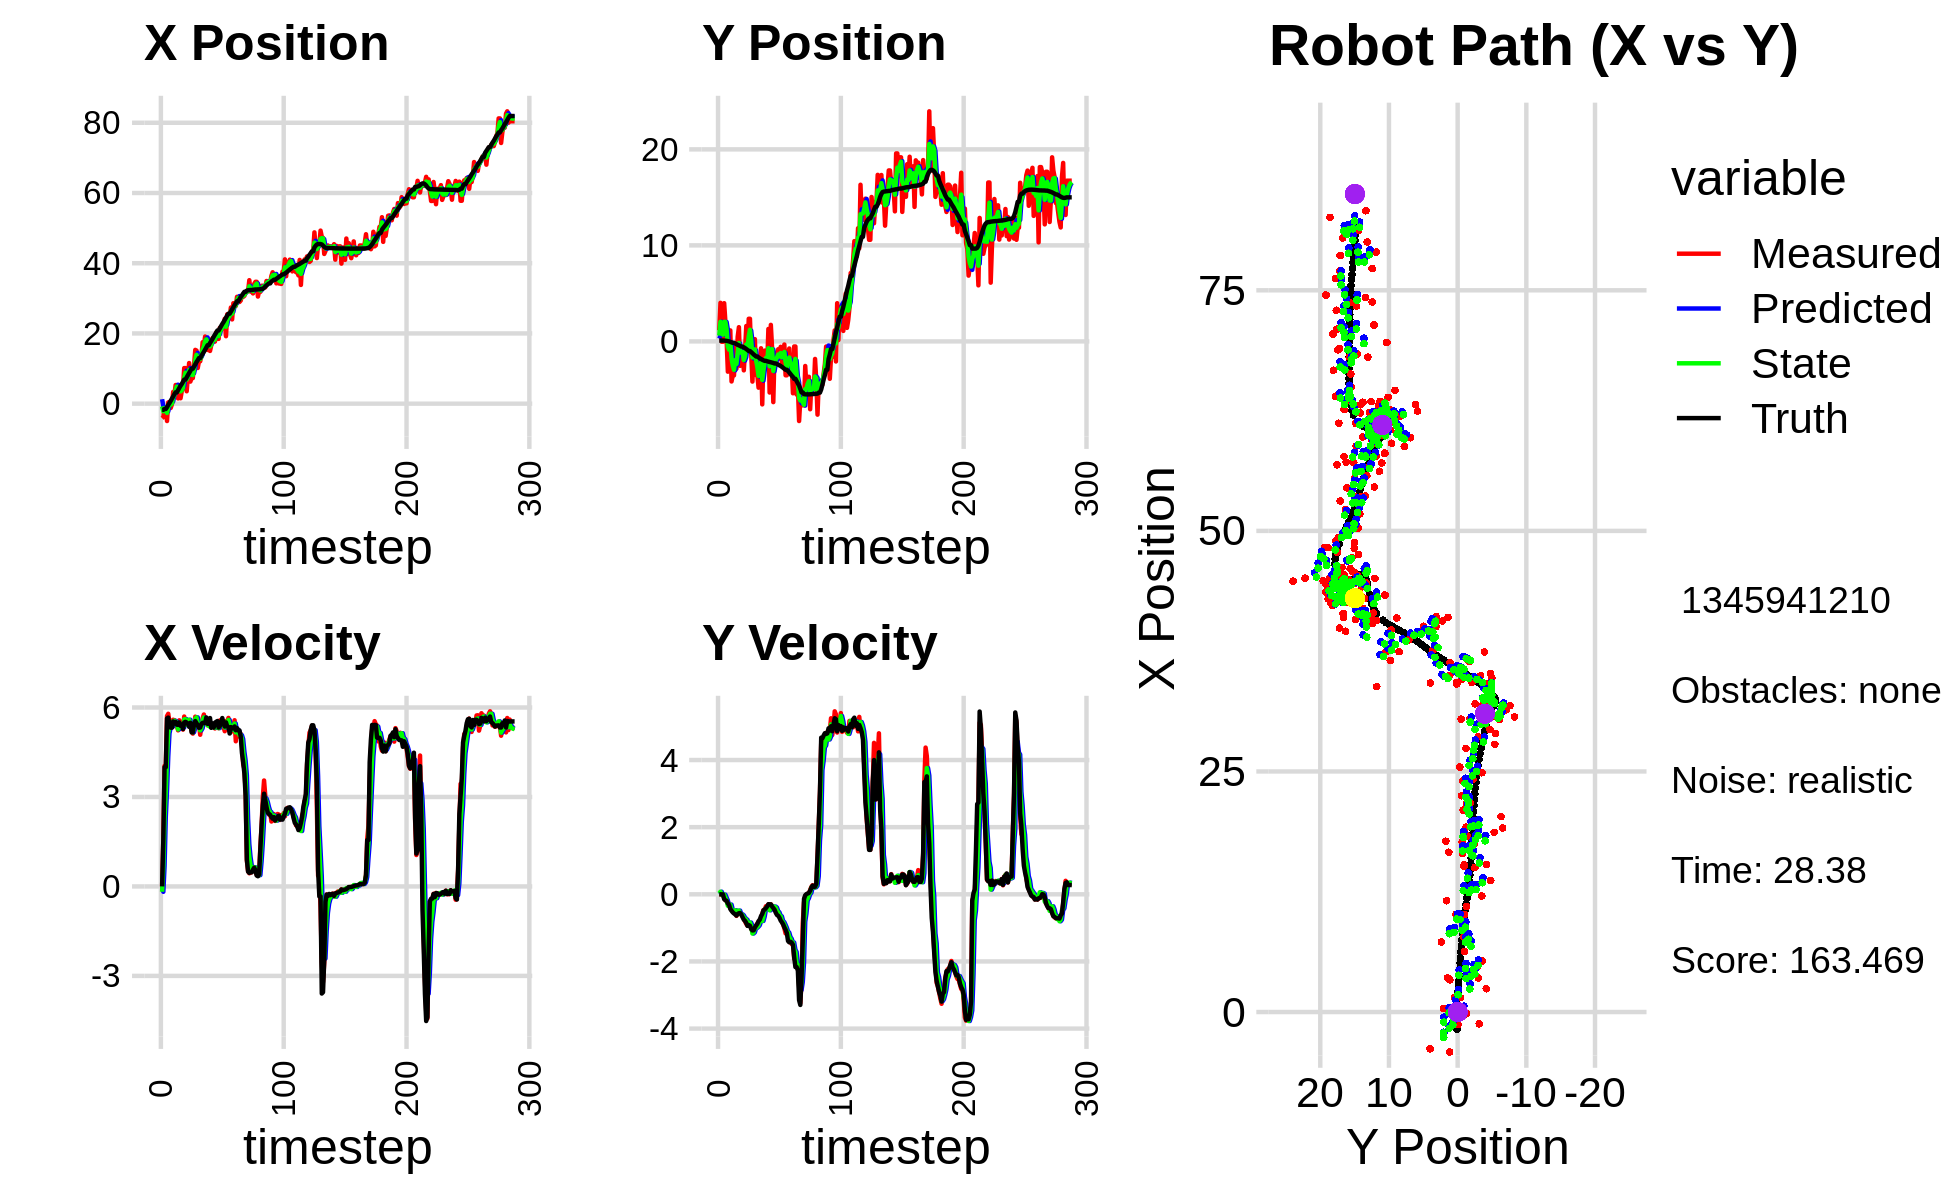 X Position
80
60
40
20
0
0
100
200
300
timestep
Y Position
20
10
0
0
100
200
300
timestep
X Velocity
6
3
0
-3
0
100
200
300
timestep
Y Velocity
4
2
0
-2
-4
0
100
200
300
timestep
Robot Path (X vs Y)
X Position
75
50
25
0
20 10 0 -10 -20
Y Position
variable
Measured
Predicted
State
Truth
1345941210
Obstacles: none
Noise: realistic
Time: 28.38
Score: 163.469